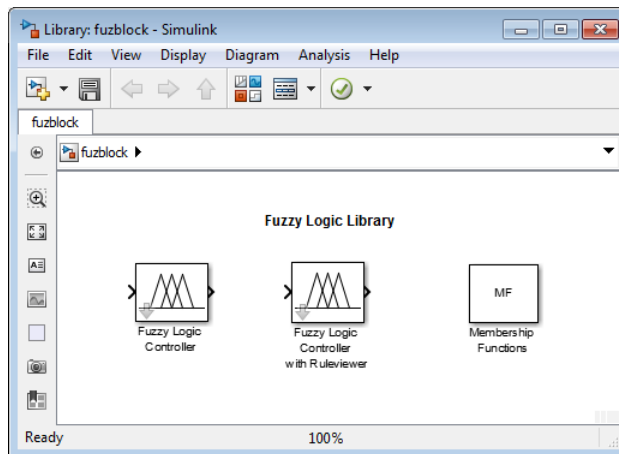 Library: fuzblock - Simulink
File Edit View Display Diagram Analysis Help
fuzblock
fuzblock
Fuzzy Logic Library
MF
Fuzzy Logic
Controller
Fuzzy Logic
Controller
with Ruleviewer
Membership
Functions
Ready 100%